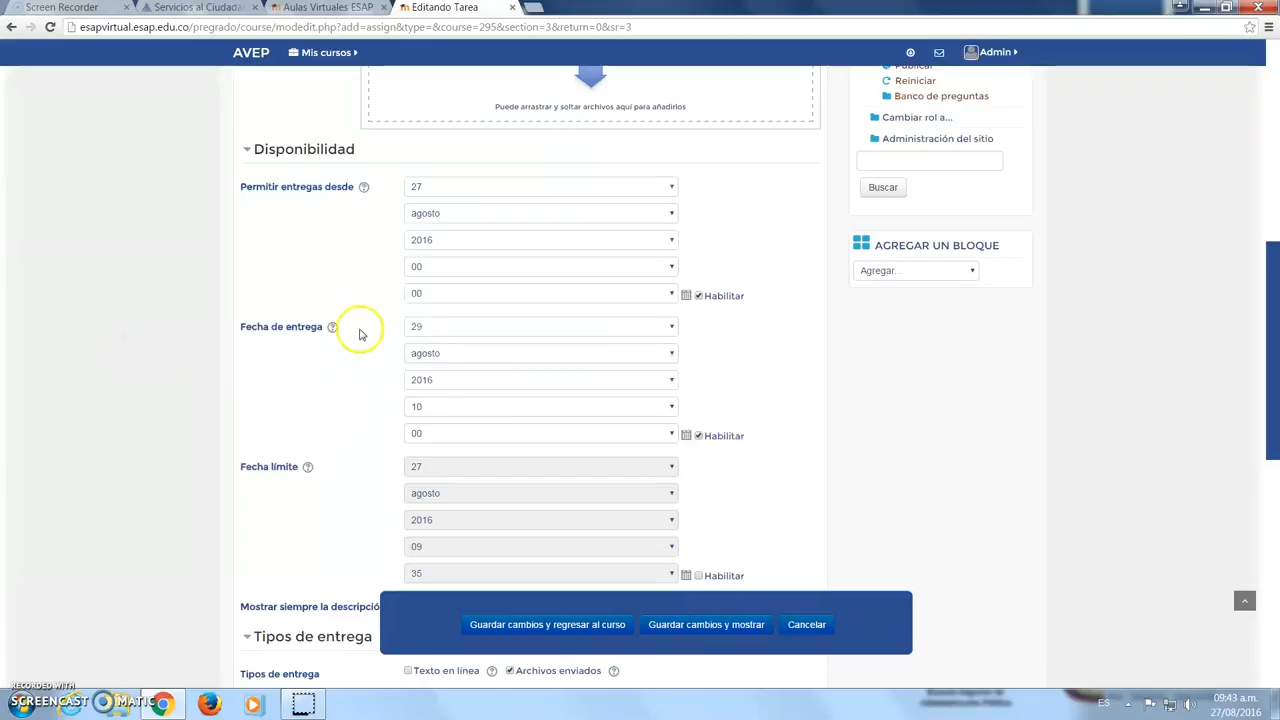 Screen Recorder
Servicios al Ciudada
Aulas Virtuales ESAP
Editando Tarea
esapvirtual.esap.edu.co/pregrado/course/modedit.php?add=assign&type=&course=295&section=3&return=0&sr=3
AVEP
Mis cursos
Admin
Publicar
Reiniciar
Banco de preguntas
Cambiar rol a...
Administración del sitio
Buscar
AGREGAR UN BLOQUE
Agregar...
Puede arrastrar y soltar archivos aquí para añadirlos
Disponibilidad
Permitir entregas desde
27
agosto
2016
00
00
Habilitar
Fecha de entrega
29
agosto
2016
10
00
Habilitar
Fecha límite
27
agosto
2016
09
35
Habilitar
Mostrar siempre la descripció
Guardar cambios y regresar al curso
Guardar cambios y mostrar
Cancelar
Tipos de entrega
Tipos de entrega
Texto en línea
Archivos enviados
RECORDED WITH
SCREENCAST MATIC
ES
09:43 a.m.
27/08/2016